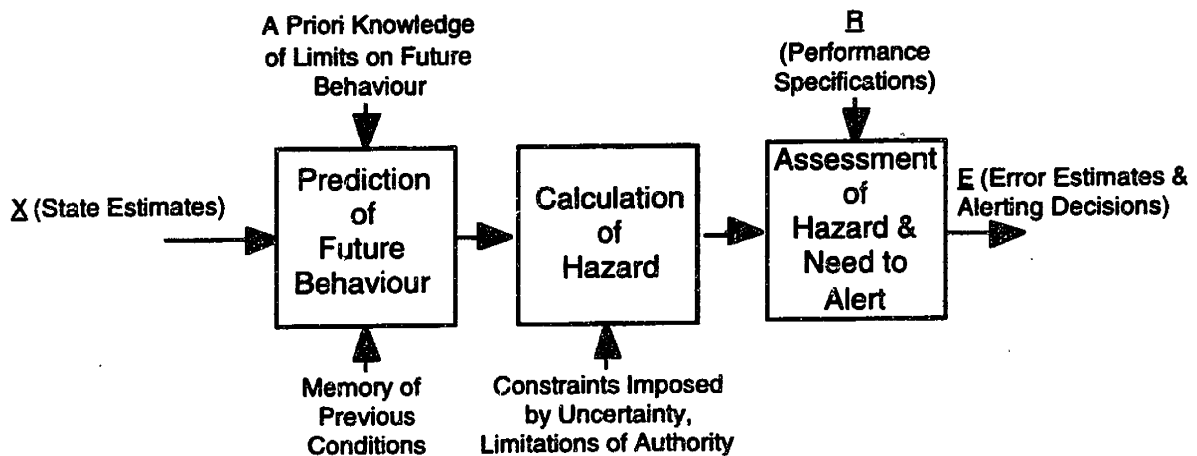 A Priori Knowledge
of Limits on Future
Behaviour
R
(Performance
Specifications)
X (State Estimates)
Prediction
of
Future
Behaviour
Calculation
of
Hazard
Assessment
of
Hazard &
Need to
Alert
E (Error Estimates &
Alerting Decisions)
Memory of
Previous
Conditions
Constraints Imposed
by Uncertainty,
Limitations of Authority